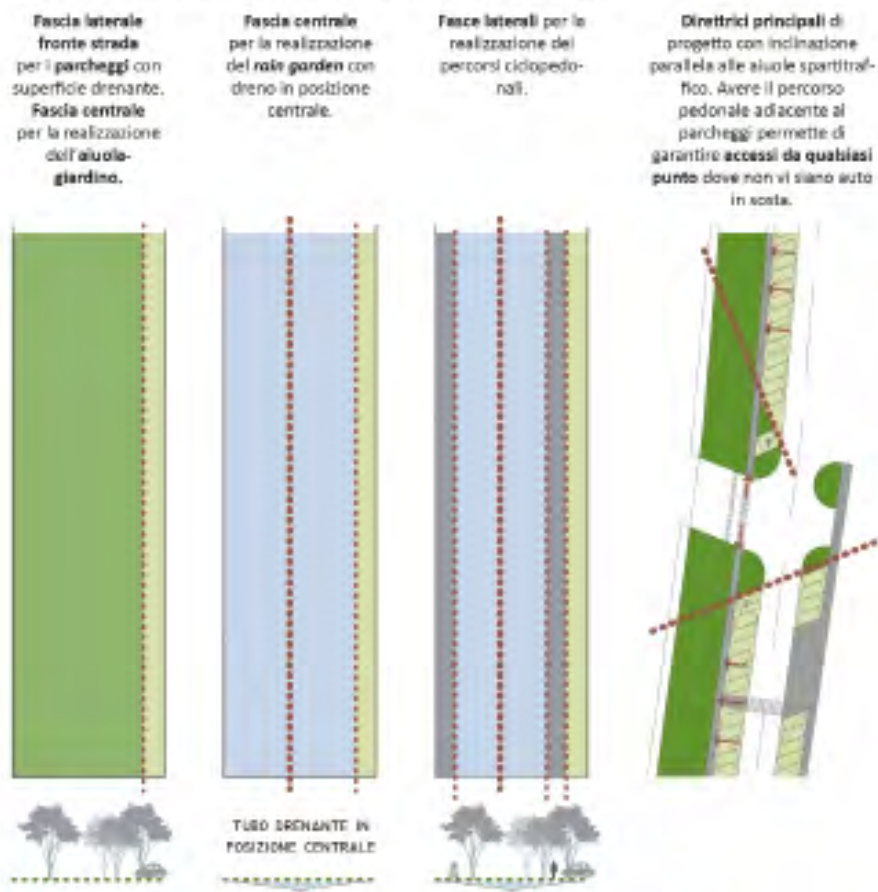 Fascia laterale
fronte strada
per i parcheggi con
superficie drenante.
Fascia centrale
per la realizzazione
dell'aiuola-
giardino.
Fascia centrale
per la realizzazione
del rain garden con
dreno in posizione
centrale.
Fasce laterali per la
realizzazione dei
percorsi ciclopedo-
nali.
Direttrici principali di
progetto con inclinazione
parallela alle aiuole spartitraf-
fico. Avere il percorso
pedonale adiacente ai
parcheggi permette di
garantire accessi da qualsiasi
punto dove non vi siano auto
in sosta.
TUBO DRENANTE IN
POSIZIONE CENTRALE